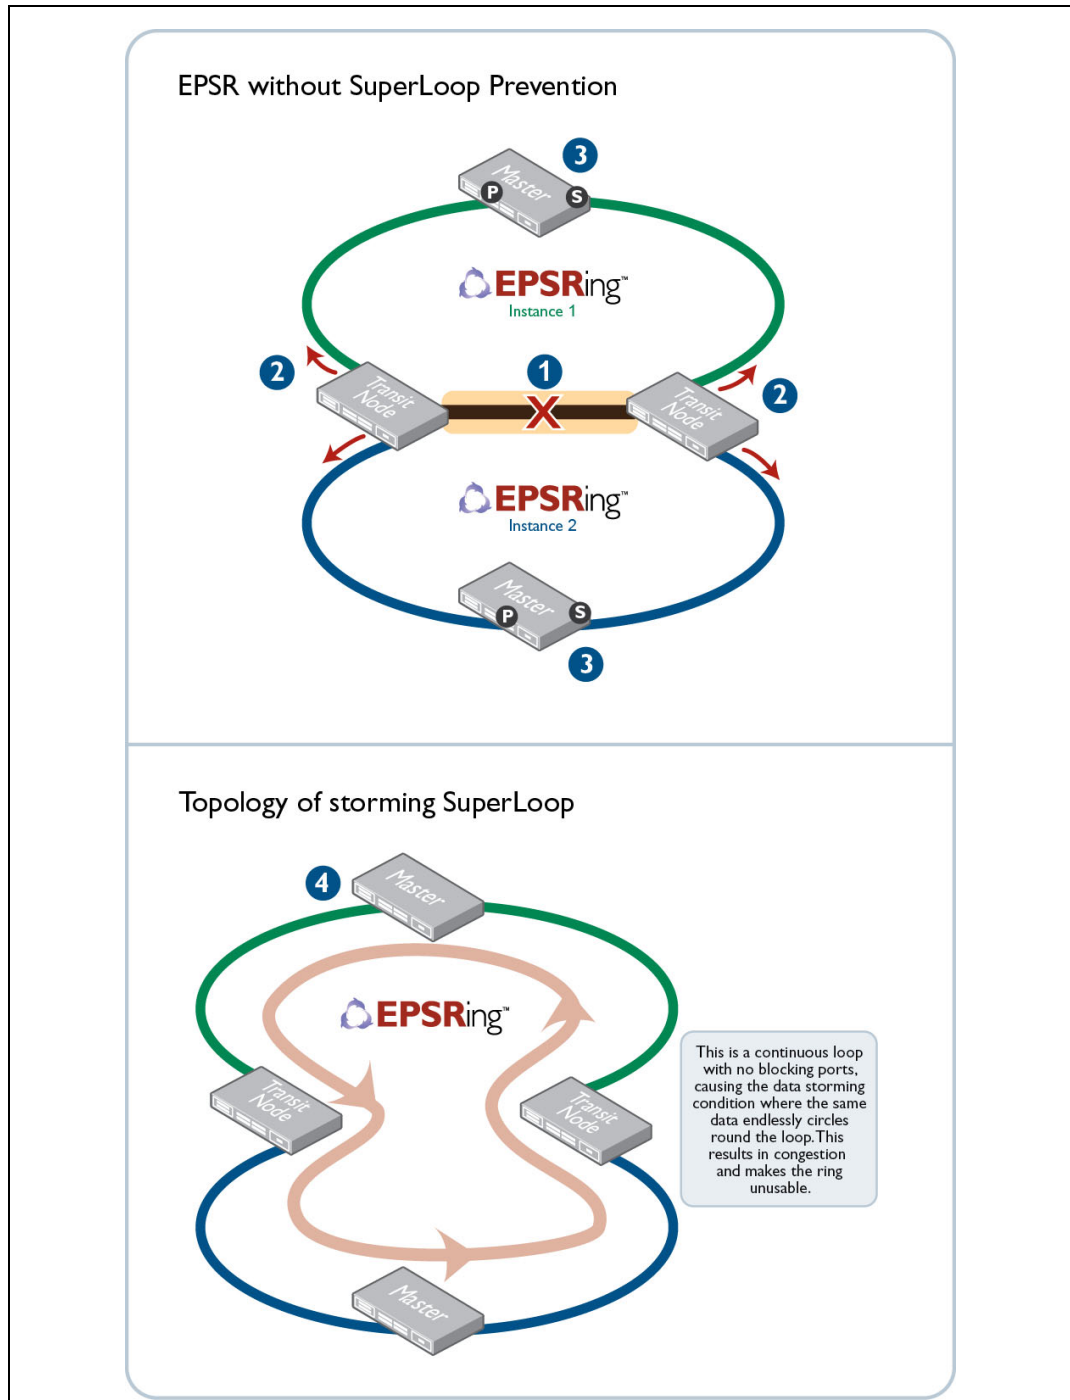 EPSR without SuperLoop Prevention
3
Master
P
S
EPSRing™
Instance 1
2
1
Transit
Node
X
Transit
Node
2
EPSRing™
Instance 2
Master
P
S
3
Topology of storming SuperLoop
4
Master
EPSRing™
Transit
Node
Transit
Node
This is a continuous loop
with no blocking ports,
causing the data storming
condition where the same
data endlessly circles
round the loop.This
results in congestion
and makes the ring
unusable.
Master